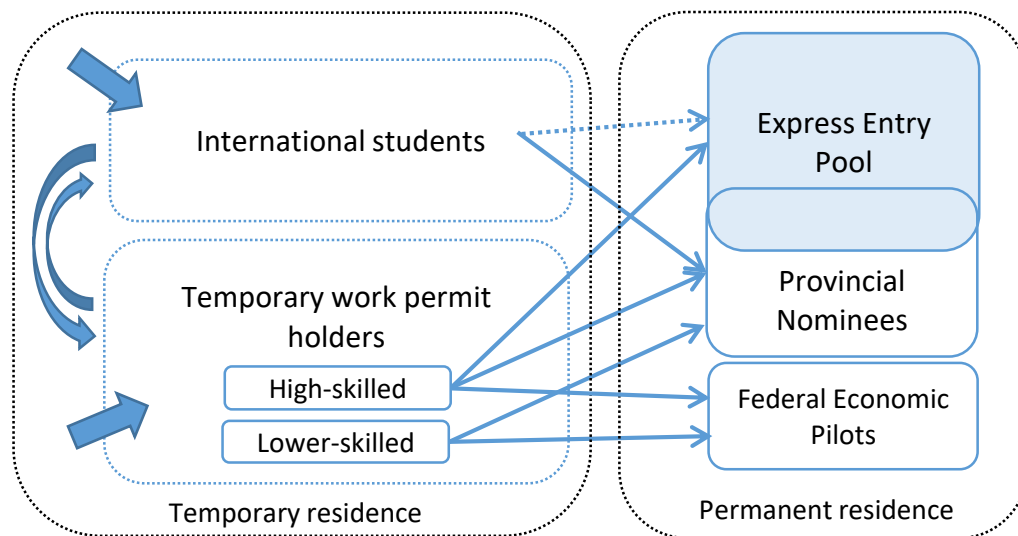 International students
Temporary work permit
holders
High-skilled
Lower-skilled
Temporary residence
Express Entry
Pool
Provincial
Nominees
Federal Economic
Pilots
Permanent residence